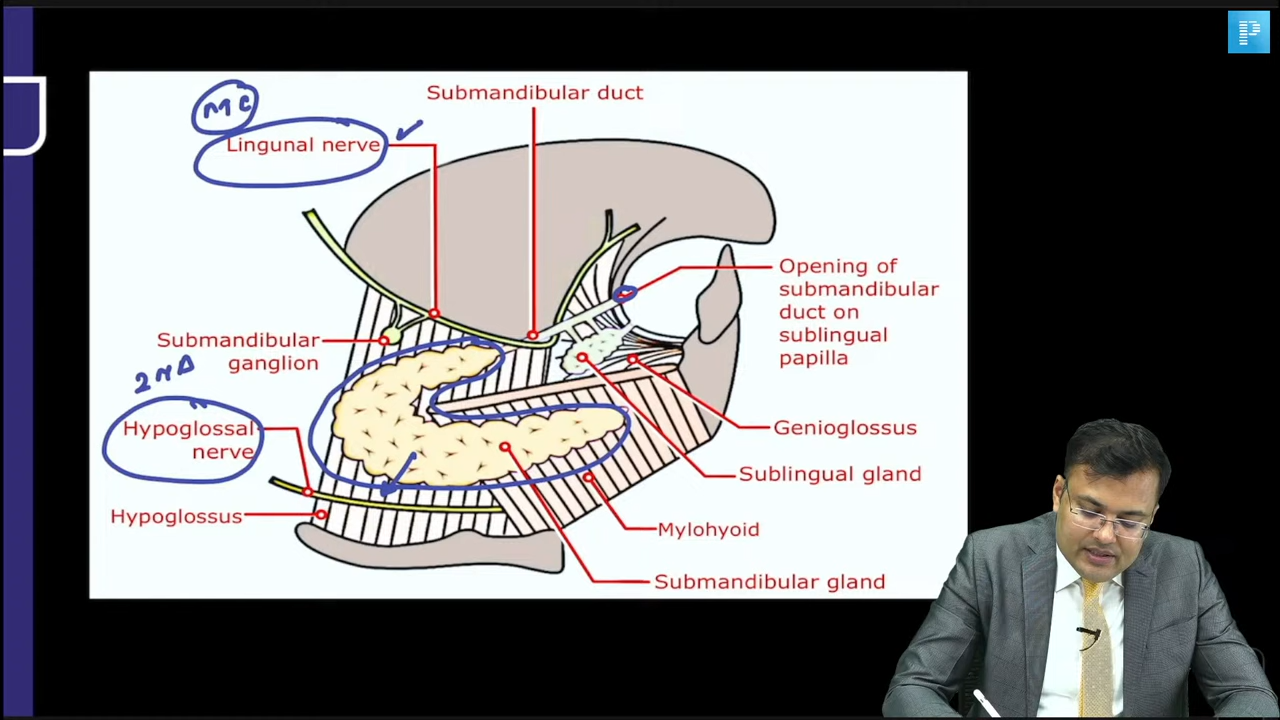 P
Submandibular duct
MC
Lingunal nerve
Opening of
submandibular
duct on
sublingual
papilla
Submandibular
ganglion
2nd
Hypoglossal
nerve
Genioglossus
Sublingual gland
Hypoglossus
Mylohyoid
Submandibular gland